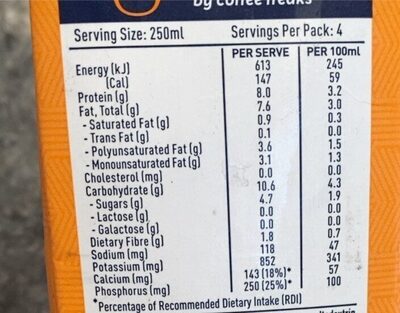 by coffee freaks
Serving Size: 250ml Servings Per Pack: 4
PER SERVE PER 100ml
Energy (kJ) 613 245
(Cal) 147 59
Protein (g) 8.0 3.2
Fat, Total (g) 7.6 3.0
- Saturated Fat (g) 0.9 0.3
- Trans Fat (g) 0.1 0.0
- Polyunsaturated Fat (g) 3.6 1.5
- Monounsaturated Fat (g) 3.1 1.3
Cholesterol (mg) 0.0 0.0
Carbohydrate (g) 10.6 4.3
- Sugars (g) 4.7 1.9
- Lactose (g) 0.0 0.0
- Galactose (g) 0.0 0.0
Dietary Fibre (g) 1.8 0.7
Sodium (mg) 118 47
Potassium (mg) 852 341
Calcium (mg) 143 (18%)* 57
Phosphorus (mg) 250 (25%)* 100
*Percentage of Recommended Dietary Intake (RDI)